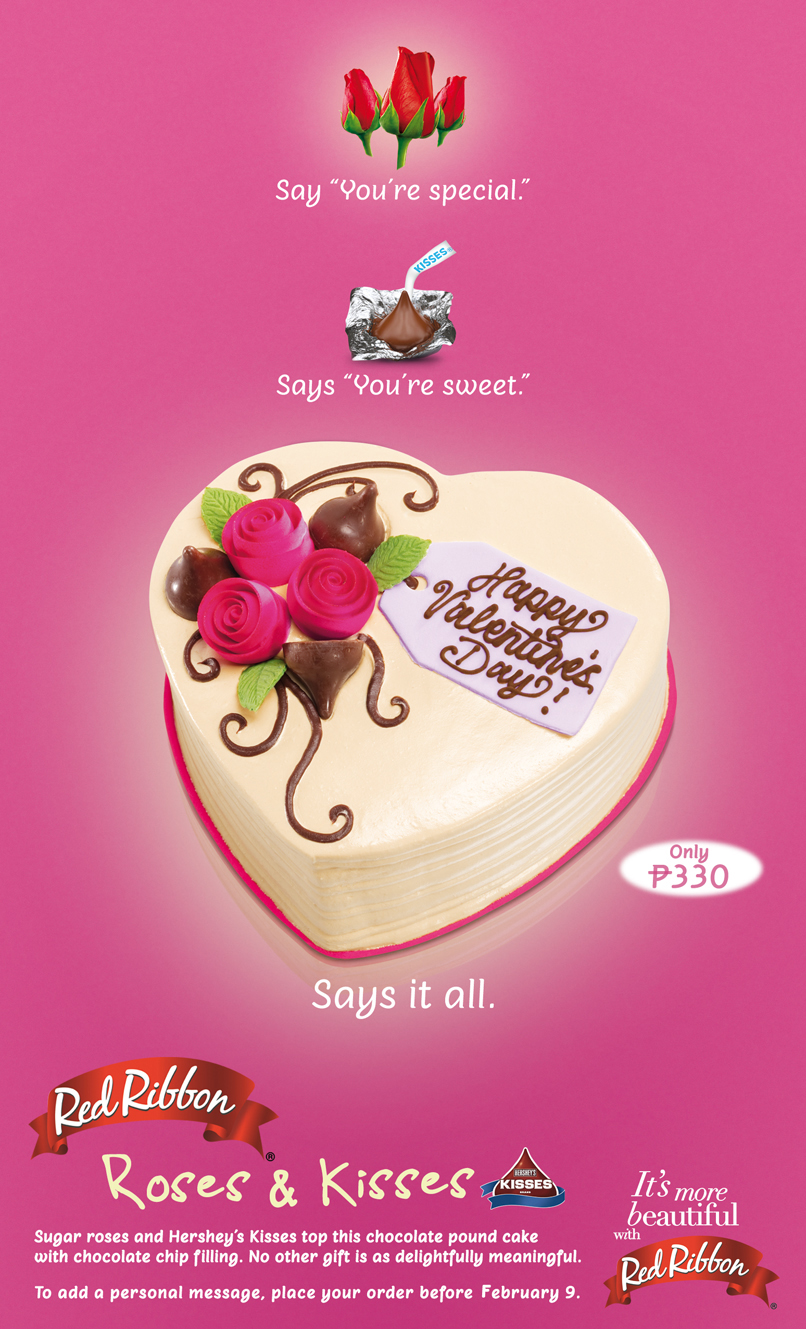 Say “You’re special.”
KISSES
Says “You’re sweet.”
Happy
Valentine's
Day!
Only
₱330
Says it all.
Red Ribbon
®
Roses & Kisses
HERSHEY'S
KISSES
Sugar roses and Hershey’s Kisses top this chocolate pound cake
with chocolate chip filling. No other gift is as delightfully meaningful.
To add a personal message, place your order before February 9.
It’s more
beautiful
with
Red Ribbon
®